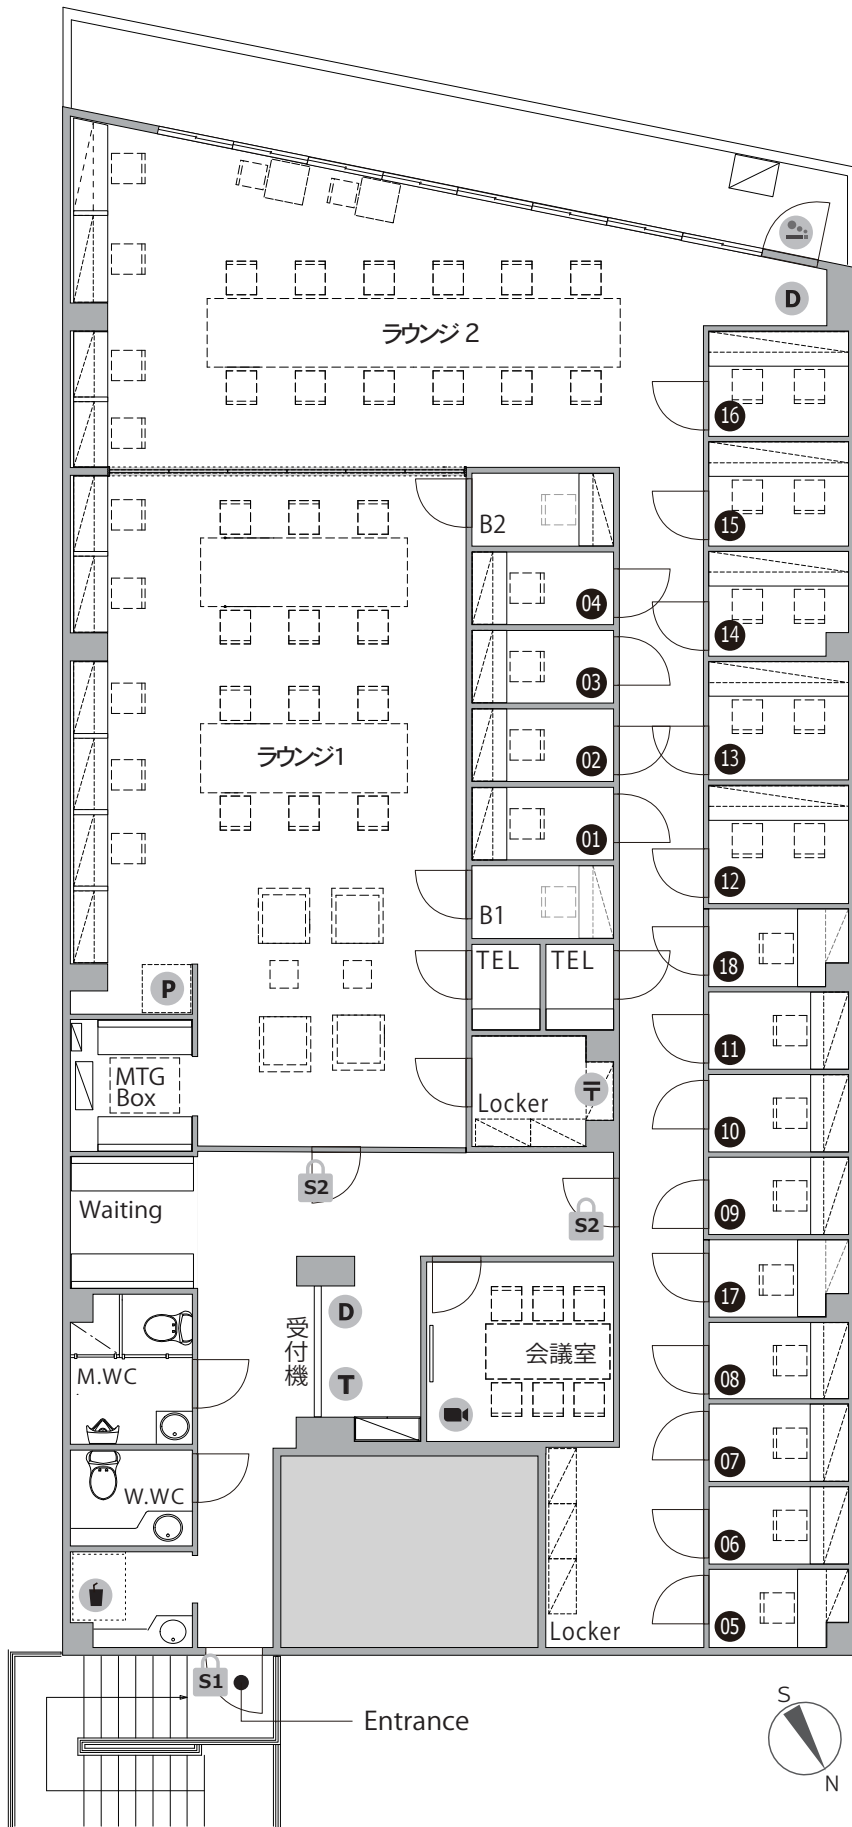 D
ラウンジ 2
16
15
B2
04
14
03
ラウンジ1
02
13
01
12
B1
TEL
TEL
18
P
11
MTG
Box
Locker
〒
10
S2
Waiting
S2
09
17
D
受付機
T
会議室
M.WC
08
07
W.WC
06
05
Locker
S1
Entrance
S
N